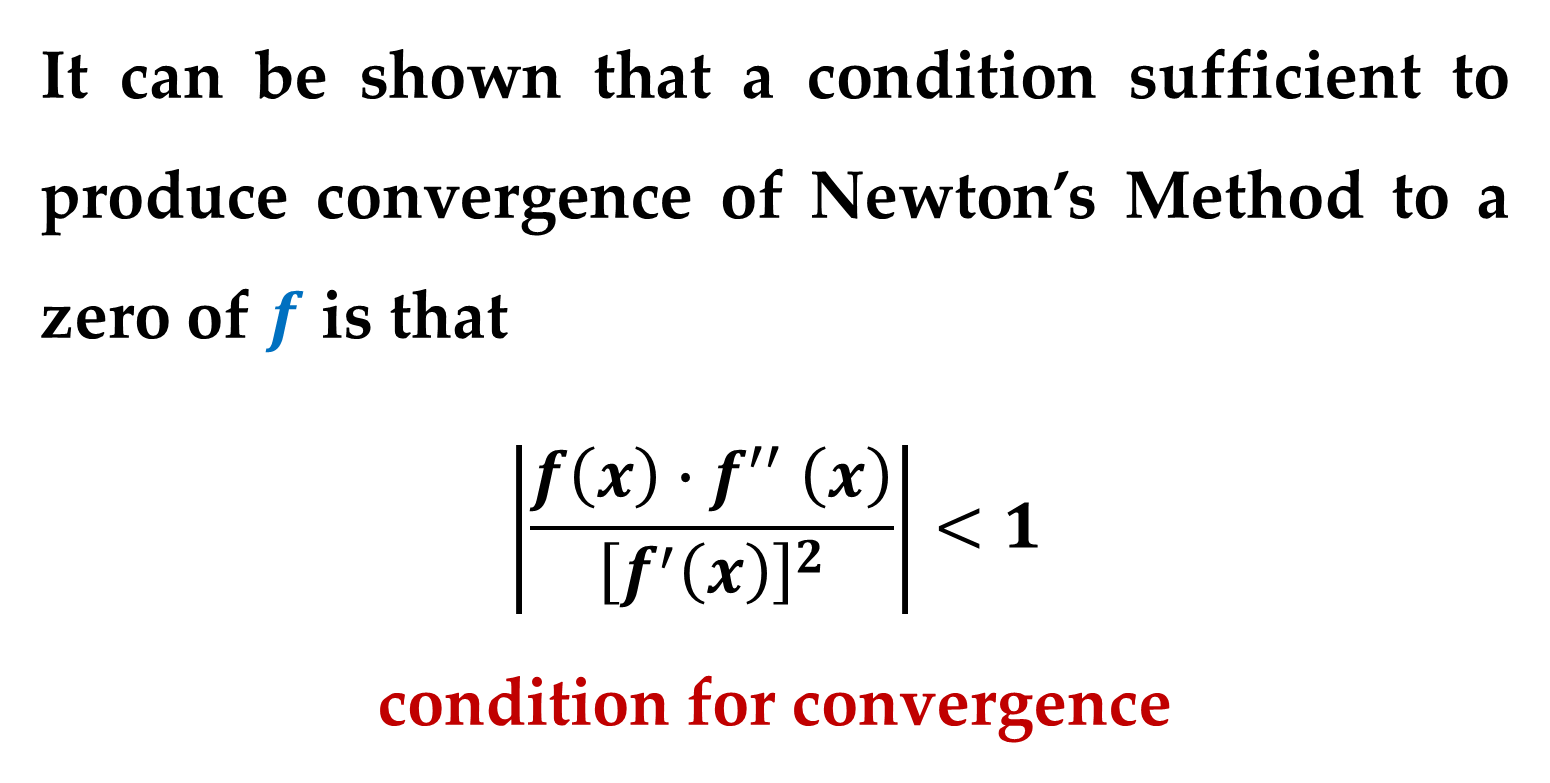 It can be shown that a condition sufficient to
produce convergence of Newton’s Method to a
zero of f is that
|f(x) · f′′ (x) / [f′(x)]²| < 1
condition for convergence